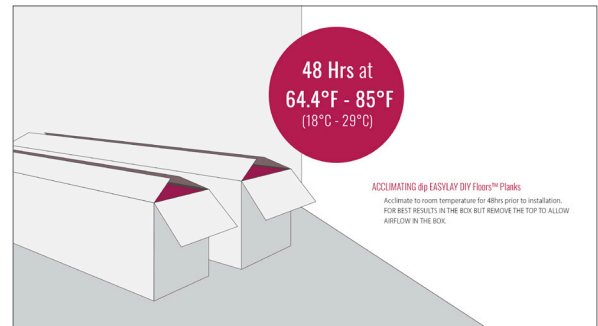 48 Hrs at
64.4°F - 85°F
(18°C - 29°C)
ACCLIMATING dip EASYLAY DIY Floors™ Planks
Acclimate to room temperature for 48hrs prior to installation.
FOR BEST RESULTS IN THE BOX BUT REMOVE THE TOP TO ALLOW
AIRFLOW IN THE BOX.